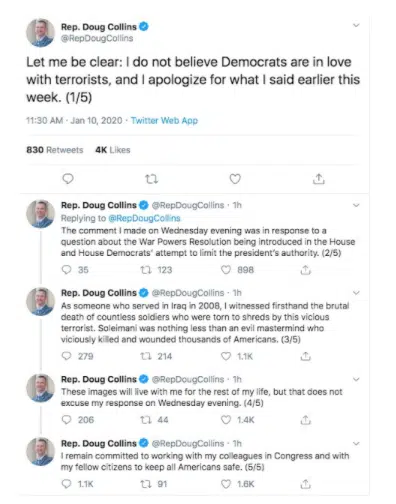 Rep. Doug Collins
@RepDougCollins
Let me be clear: I do not believe Democrats are in love
with terrorists, and I apologize for what I said earlier this
week. (1/5)
11:30 AM · Jan 10, 2020 · Twitter Web App
830 Retweets 4K Likes
Rep. Doug Collins @RepDougCollins · 1h
Replying to @RepDougCollins
The comment I made on Wednesday evening was in response to a
question about the War Powers Resolution being introduced in the House
and House Democrats' attempt to limit the president's authority. (2/5)
35 123 898
Rep. Doug Collins @RepDougCollins · 1h
As someone who served in Iraq in 2008, I witnessed firsthand the brutal
death of countless soldiers who were torn to shreds by this vicious
terrorist. Soleimani was nothing less than an evil mastermind who
viciously killed and wounded thousands of Americans. (3/5)
279 214 1.1K
Rep. Doug Collins @RepDougCollins · 1h
These images will live with me for the rest of my life, but that does not
excuse my response on Wednesday evening. (4/5)
206 44 1.4K
Rep. Doug Collins @RepDougCollins · 1h
I remain committed to working with my colleagues in Congress and with
my fellow citizens to keep all Americans safe. (5/5)
1.1K 91 1.6K